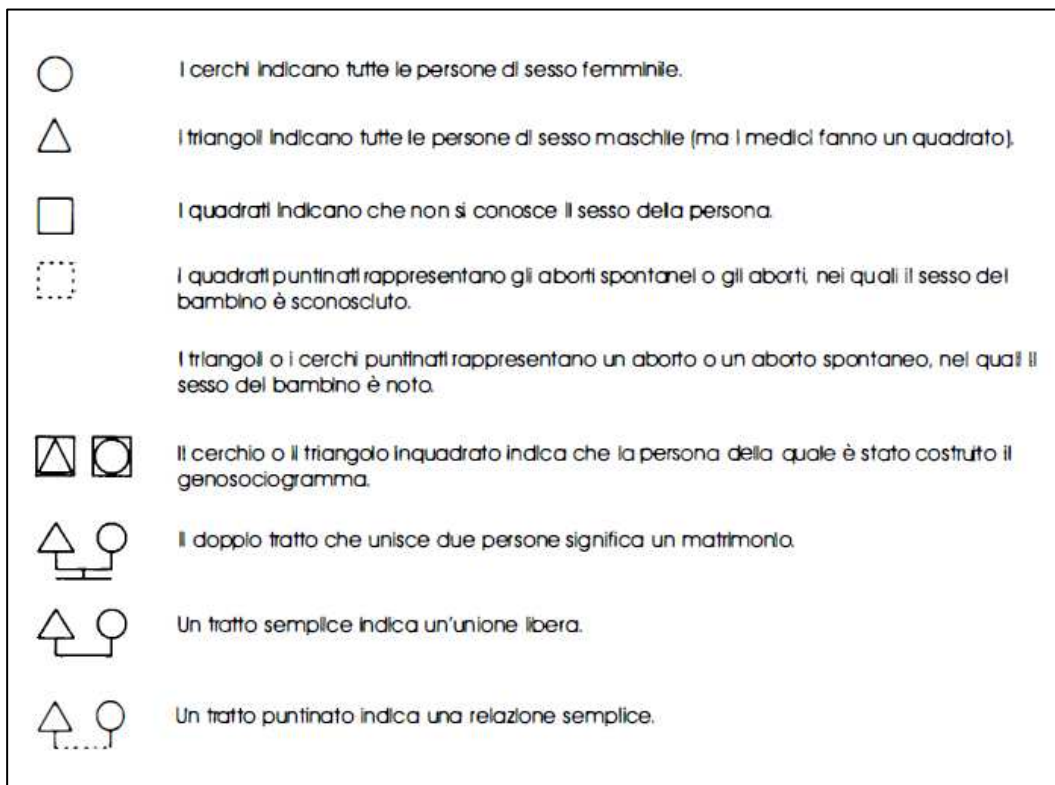 I cerchi indicano tutte le persone di sesso femminile.
I triangoli indicano tutte le persone di sesso maschile (ma i medici fanno un quadrato).
I quadrati indicano che non si conosce il sesso della persona.
I quadrati puntinati rappresentano gli aborti spontanei o gli aborti, nei quali il sesso del
bambino è sconosciuto.
I triangoli o i cerchi puntinati rappresentano un aborto o un aborto spontaneo, nei quali il
sesso del bambino è noto.
Il cerchio o il triangolo inquadrato indica che la persona della quale è stato costruito il
genosociogramma.
Il doppio tratto che unisce due persone significa un matrimonio.
Un tratto semplice indica un'unione libera.
Un tratto puntinato indica una relazione semplice.